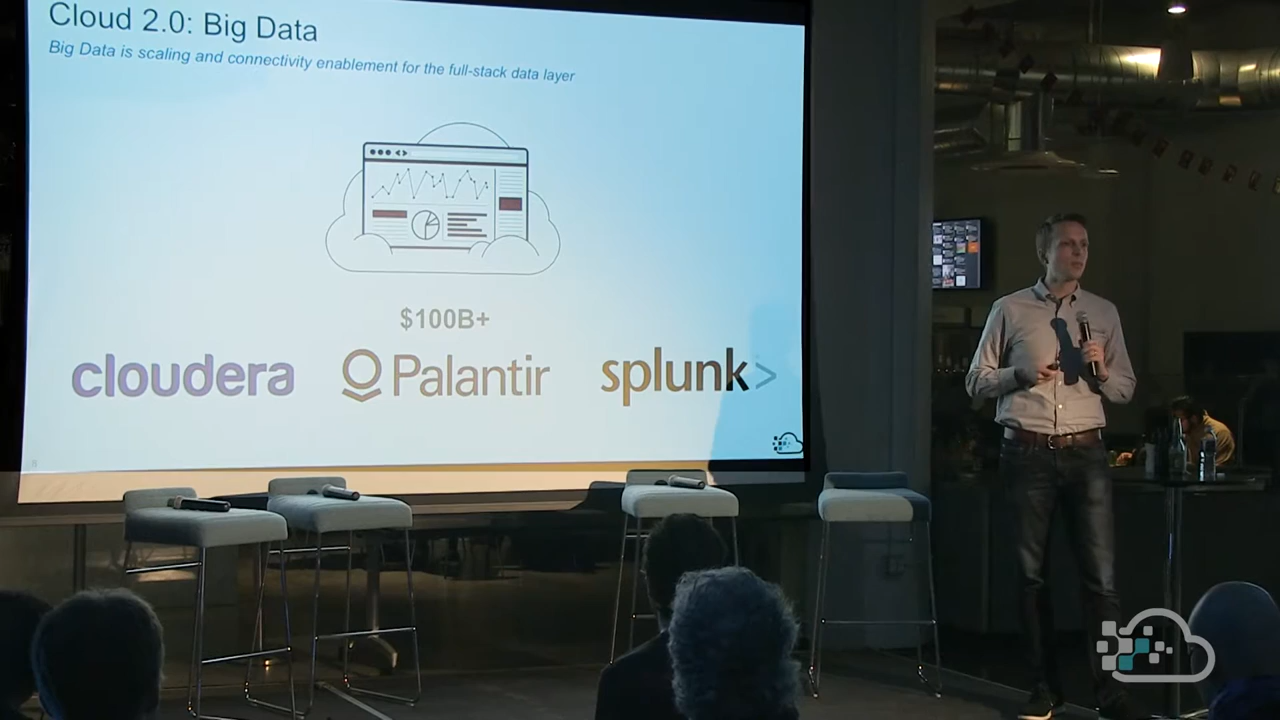 Cloud 2.0: Big Data
Big Data is scaling and connectivity enablement for the full-stack data layer
$100B+
cloudera Palantir splunk>